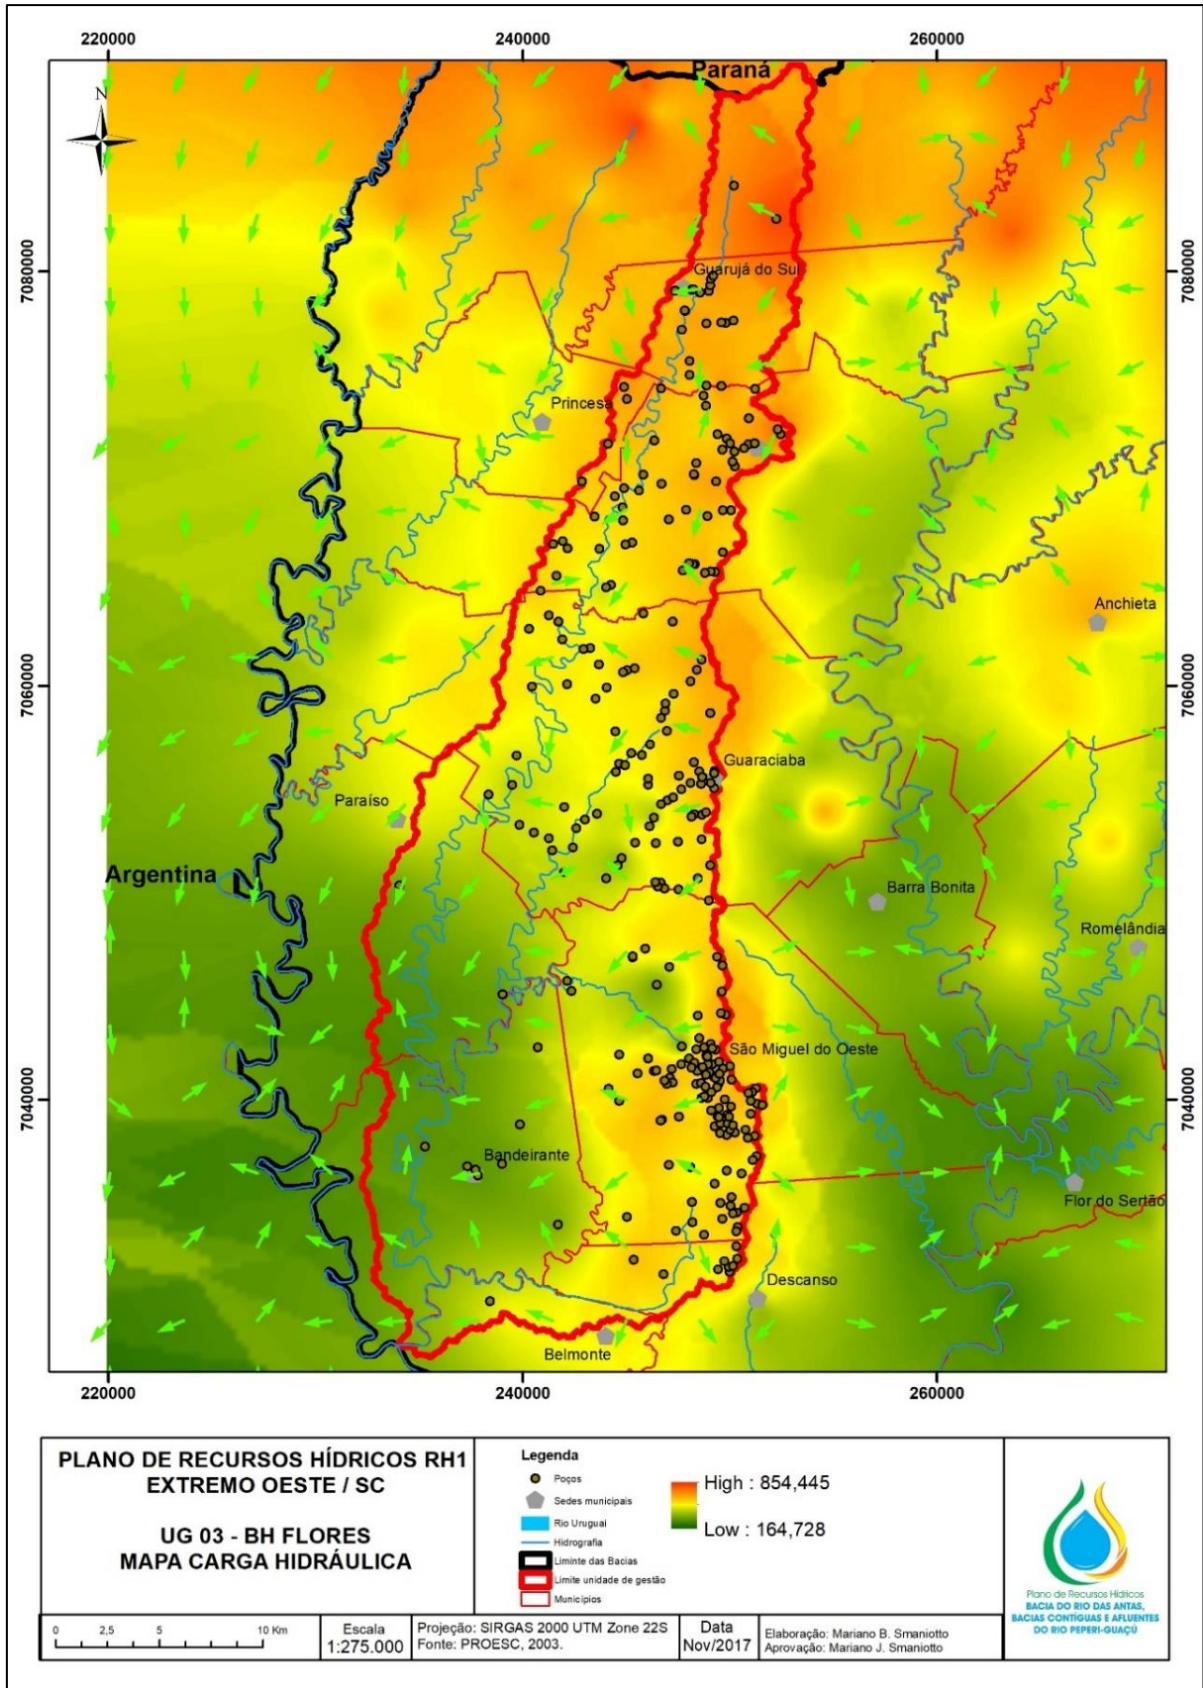 220000
240000
260000
Paraná
N
7080000
7080000
Guarujá do Sul
Princesa
Anchieta
7060000
7060000
Guaraciaba
Paraíso
Argentina
Barra Bonita
Romelândia
São Miguel do Oeste
7040000
7040000
Bandeirante
Flor do Sertão
Descanso
Belmonte
220000
240000
260000
PLANO DE RECURSOS HÍDRICOS RH1
EXTREMO OESTE / SC
UG 03 - BH FLORES
MAPA CARGA HIDRÁULICA
Legenda
Poços
Sedes municipais
Rio Uruguai
Hidrografia
Liminte das Bacias
Limite unidade de gestão
Municípios
High : 854,445
Low : 164,728
Plano de Recursos Hídricos
BACIA DO RIO DAS ANTAS,
BACIAS CONTÍGUAS E AFLUENTES
DO RIO PEPERI-GUAÇÚ
0 2,5 5 10 Km
Escala
1:275.000
Projeção: SIRGAS 2000 UTM Zone 22S
Fonte: PROESC, 2003.
Data
Nov/2017
Elaboração: Mariano B. Smaniotto
Aprovação: Mariano J. Smaniotto